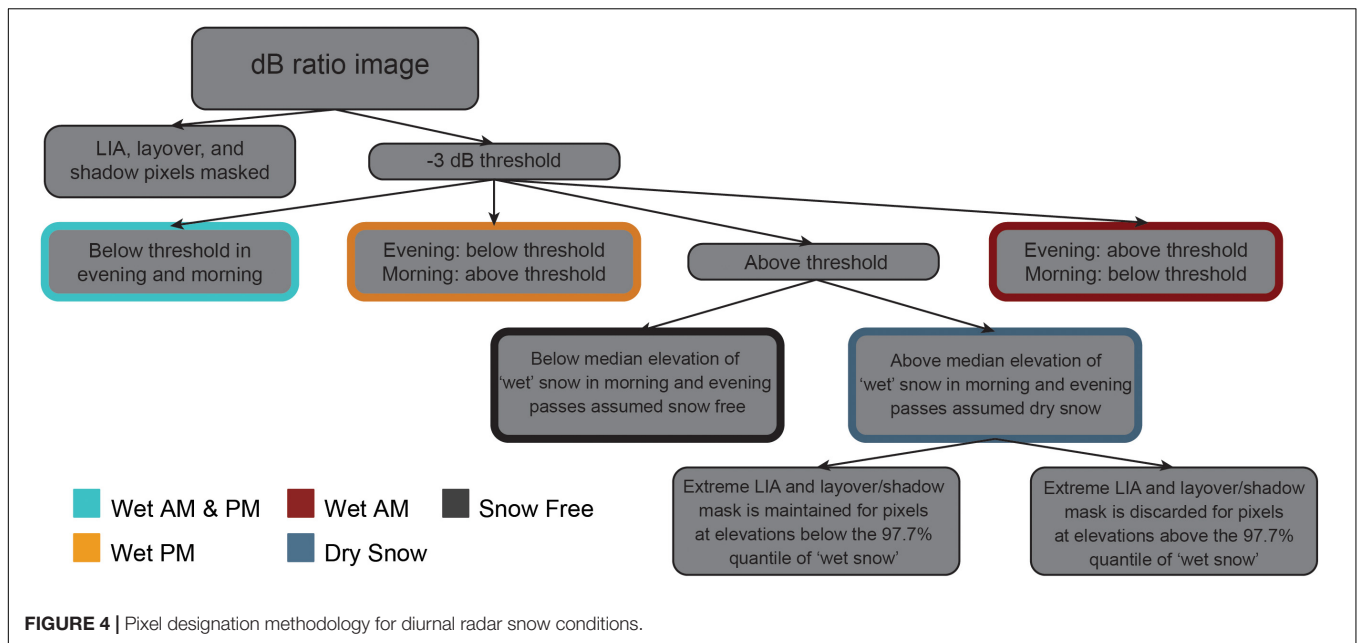 dB ratio image
LIA, layover, and
shadow pixels masked
-3 dB threshold
Below threshold in
evening and morning
Evening: below threshold
Morning: above threshold
Above threshold
Evening: above threshold
Morning: below threshold
Below median elevation of
‘wet’ snow in morning and evening
passes assumed snow free
Above median elevation of
‘wet’ snow in morning and evening
passes assumed dry snow
Extreme LIA and layover/shadow
mask is maintained for pixels
at elevations below the 97.7%
quantile of ‘wet snow’
Extreme LIA and layover/shadow
mask is discarded for pixels
at elevations above the 97.7%
quantile of ‘wet snow’
Wet AM & PM
Wet AM
Snow Free
Wet PM
Dry Snow
FIGURE 4 | Pixel designation methodology for diurnal radar snow conditions.